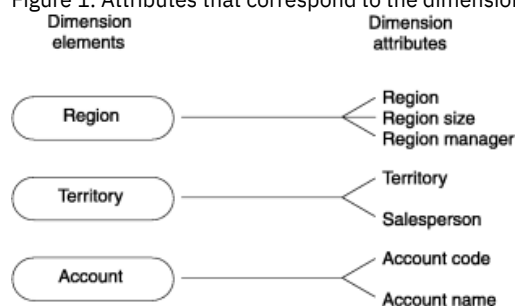 Figure 1. Attributes that correspond to the dimension
Dimension elements
Dimension attributes
Region
Region
Region size
Region manager
Territory
Territory
Salesperson
Account
Account code
Account name